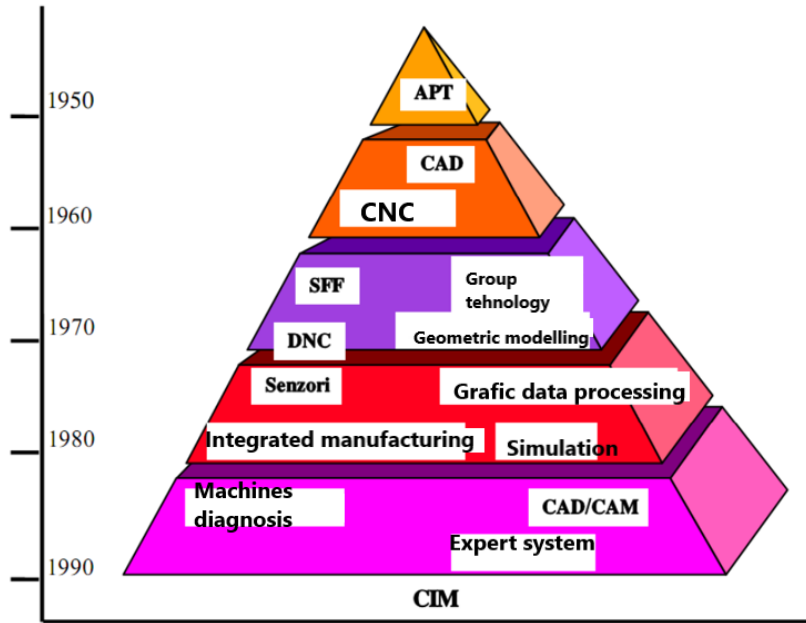 APT
1950
CAD
CNC
1960
SFF
Group
tehnology
DNC
Geometric modelling
1970
Senzori
Grafic data processing
Integrated manufacturing
Simulation
1980
Machines
diagnosis
CAD/CAM
Expert system
1990
CIM